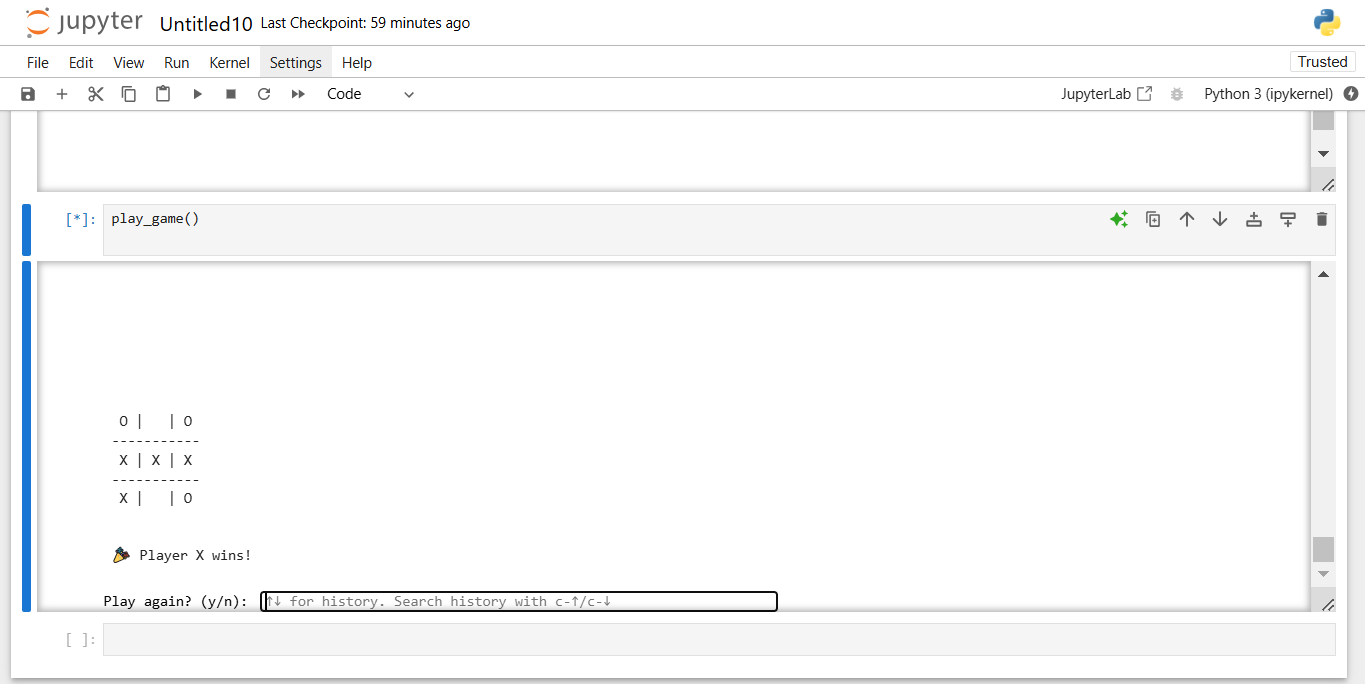 jupyter Untitled10 Last Checkpoint: 59 minutes ago
File Edit View Run Kernel Settings Help Trusted
Code JupyterLab Python 3 (ipykernel)
[*]: play_game()
O |   | O
-----------
X | X | X
-----------
X |   | O
🎉 Player X wins!
Play again? (y/n): ↑↓ for history. Search history with c-↑/c-↓
[ ]: